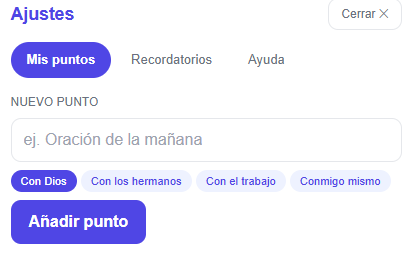 Ajustes
Cerrar ✕
Mis puntos Recordatorios Ayuda
NUEVO PUNTO
ej. Oración de la mañana
Con Dios Con los hermanos Con el trabajo Conmigo mismo
Añadir punto